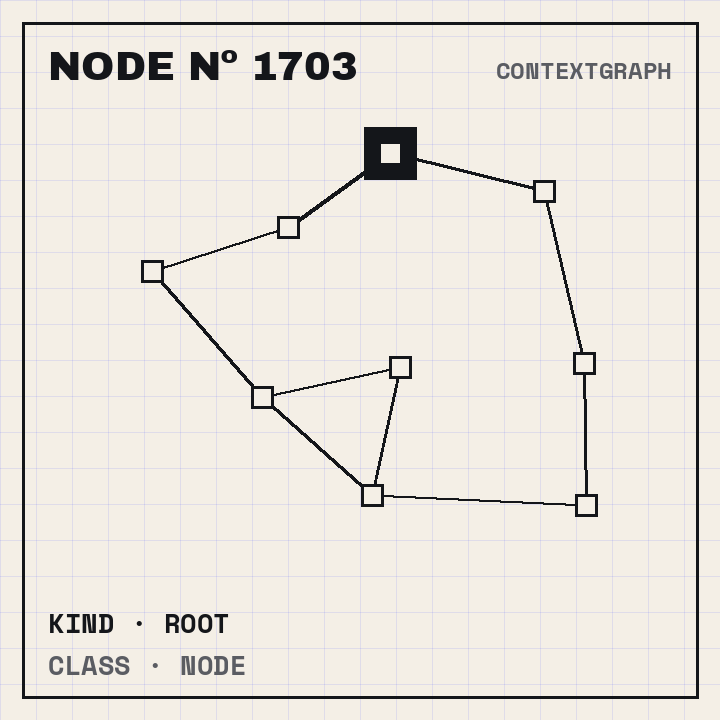 NODE Nº 1703
CONTEXTGRAPH
KIND · ROOT
CLASS · NODE